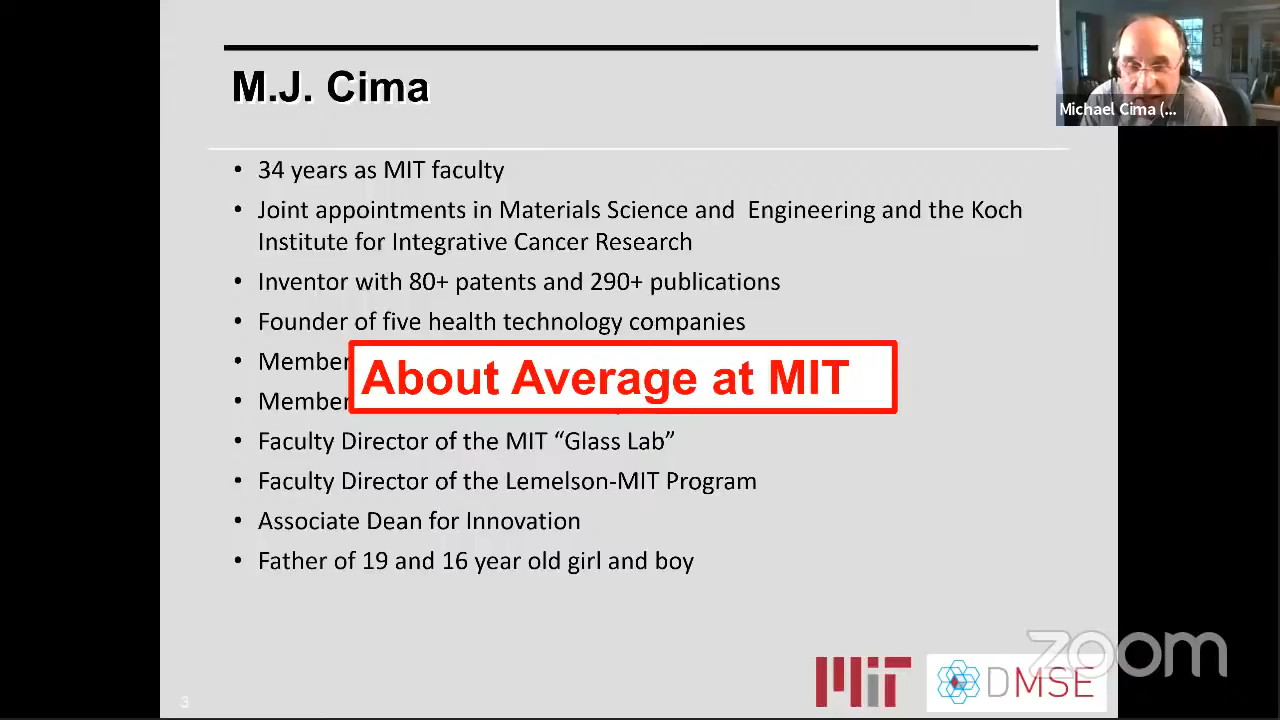 M.J. Cima
Michael Cima (...
• 34 years as MIT faculty
• Joint appointments in Materials Science and Engineering and the Koch
Institute for Integrative Cancer Research
• Inventor with 80+ patents and 290+ publications
• Founder of five health technology companies
• Member
About Average at MIT
• Member
• Faculty Director of the MIT “Glass Lab”
• Faculty Director of the Lemelson-MIT Program
• Associate Dean for Innovation
• Father of 19 and 16 year old girl and boy
zoom
MIT
DMSE
3